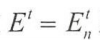 E^t = E_n^t